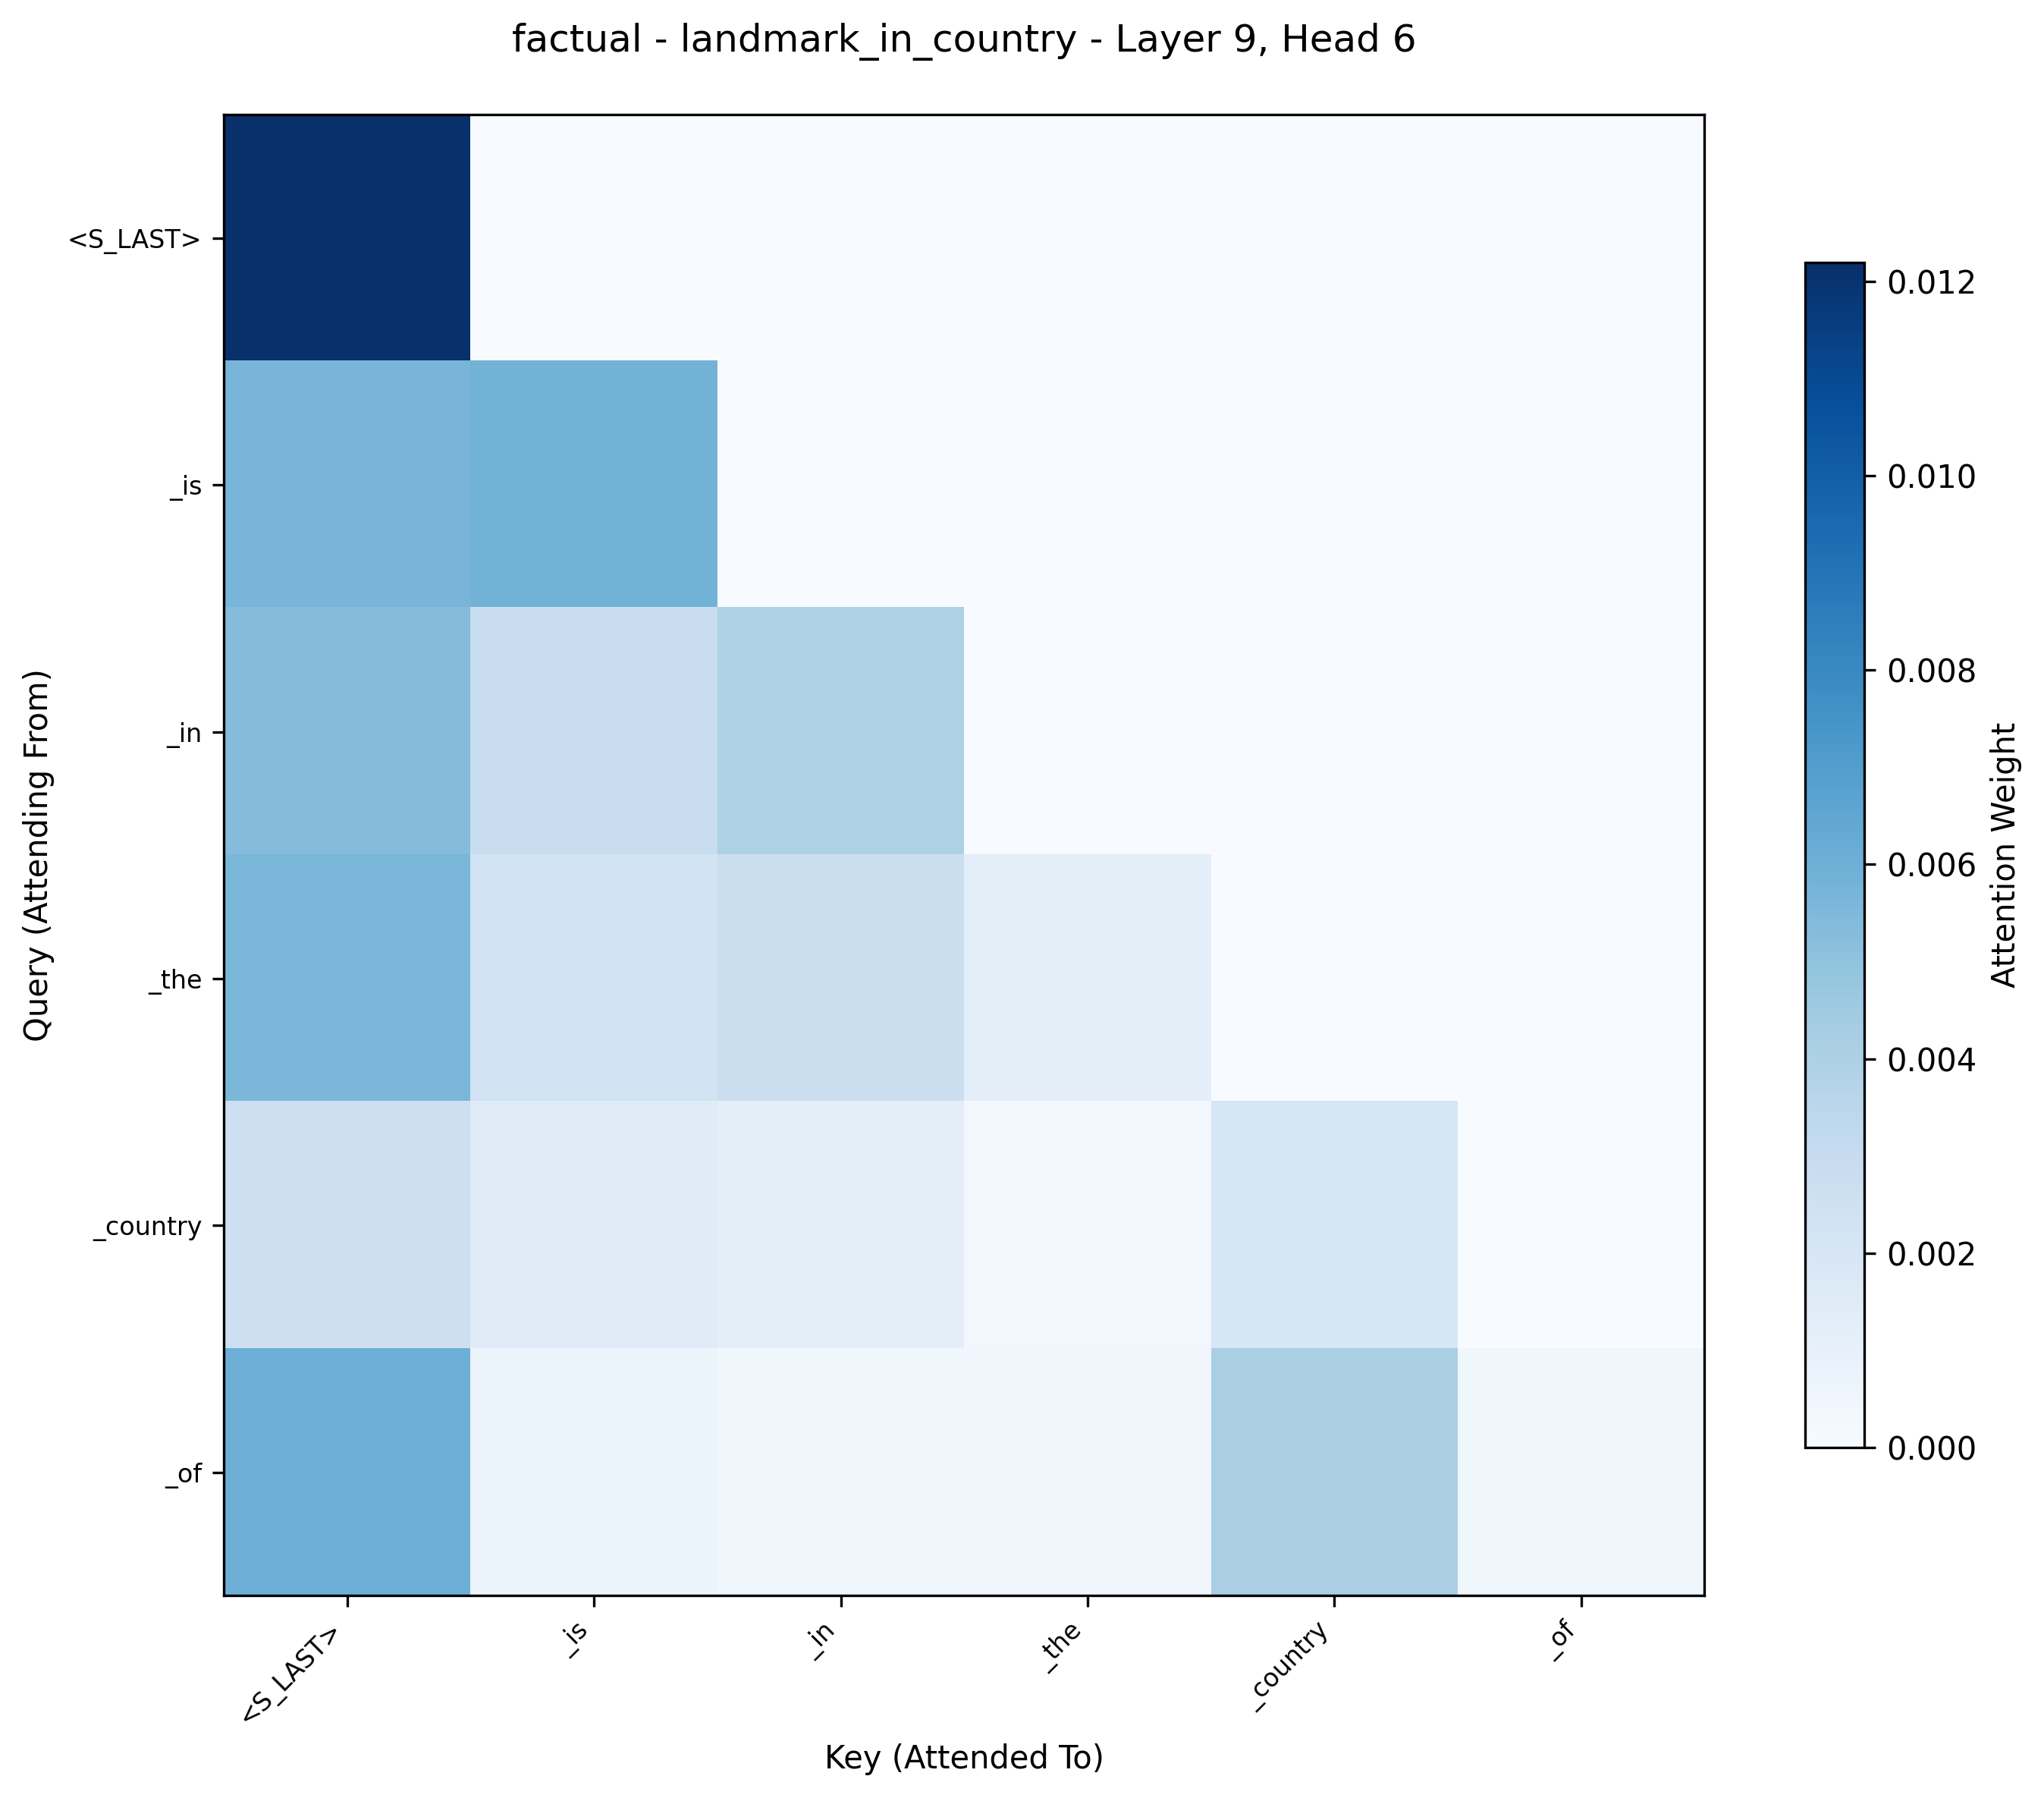 factual - landmark_in_country - Layer 9, Head 6
Query (Attending From)
<S_LAST>
_is
_in
_the
_country
_of
<S_LAST>
_is
_in
_the
_country
_of
Key (Attended To)
0.012
0.010
0.008
0.006
0.004
0.002
0.000
Attention Weight